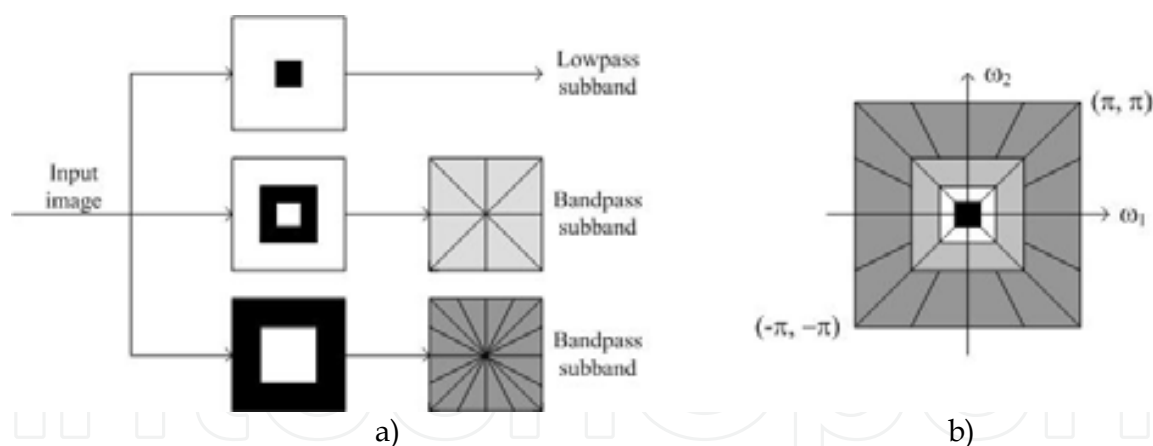 Lowpass
subband
Input
image
Bandpass
subband
Bandpass
subband
a)
ω₂
(π, π)
ω₁
(-π, −π)
b)